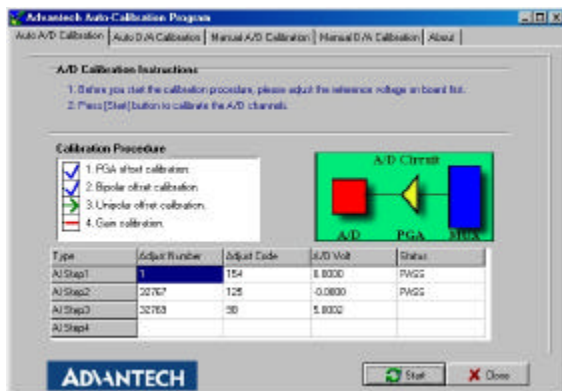 Advantech Auto-Calibration Program
Auto A/D Calibration Auto D/A Calibration Manual A/D Calibration Manual D/A Calibration About
A/D Calibration Instructions
1. Before you start the calibration procedure, please adjust the reference voltage on board first.
2. Press [Start] button to calibrate the A/D channels.
Calibration Procedure
1. PGA offset calibration.
2. Bipolar offset calibration.
3. Unipolar offset calibration.
4. Gain calibration.
A/D Circuit
A/D PGA MUX
Type Adjust Number Adjust Code A/D Volt Status
AI Step1 1 154 0.0000 PASS
AI Step2 32767 125 -0.0000 PASS
AI Step3 90 5.0002
AI Step4
ADVANTECH
Start
Close